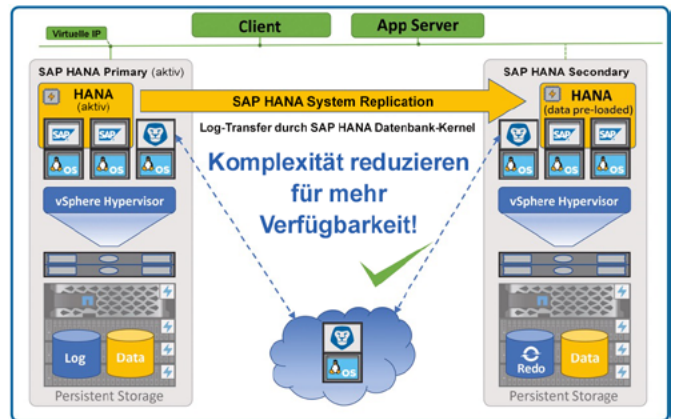 Client
App Server
Virtuelle IP
SAP HANA Primary (aktiv)
SAP HANA Secondary
HANA
(aktiv)
SAP HANA System Replication
HANA
(data pre-loaded)
Log-Transfer durch SAP HANA Datenbank-Kernel
SAP
SAP
SAP
SAP
OS
OS
OS
OS
OS
OS
Komplexität reduzieren
für mehr
Verfügbarkeit!
vSphere Hypervisor
vSphere Hypervisor
Log
Data
OS
Redo
Data
Persistent Storage
Persistent Storage